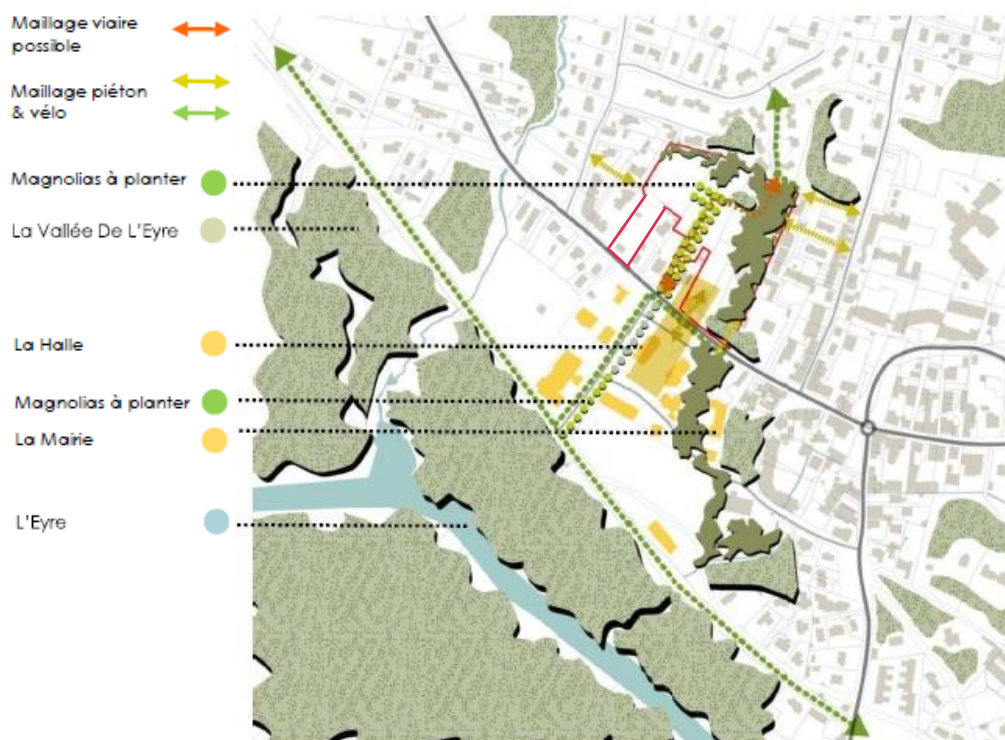 Maillage viaire
possible
Maillage piéton
& vélo
Magnolias à planter
La Vallée De L'Eyre
La Halle
Magnolias à planter
La Mairie
L'Eyre